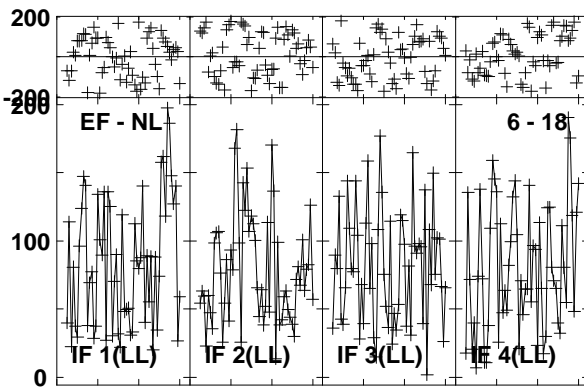 200
-200
200
EF - NL
6 - 18
100
IF 1(LL)
IF 2(LL)
IF 3(LL)
IF 4(LL)
0